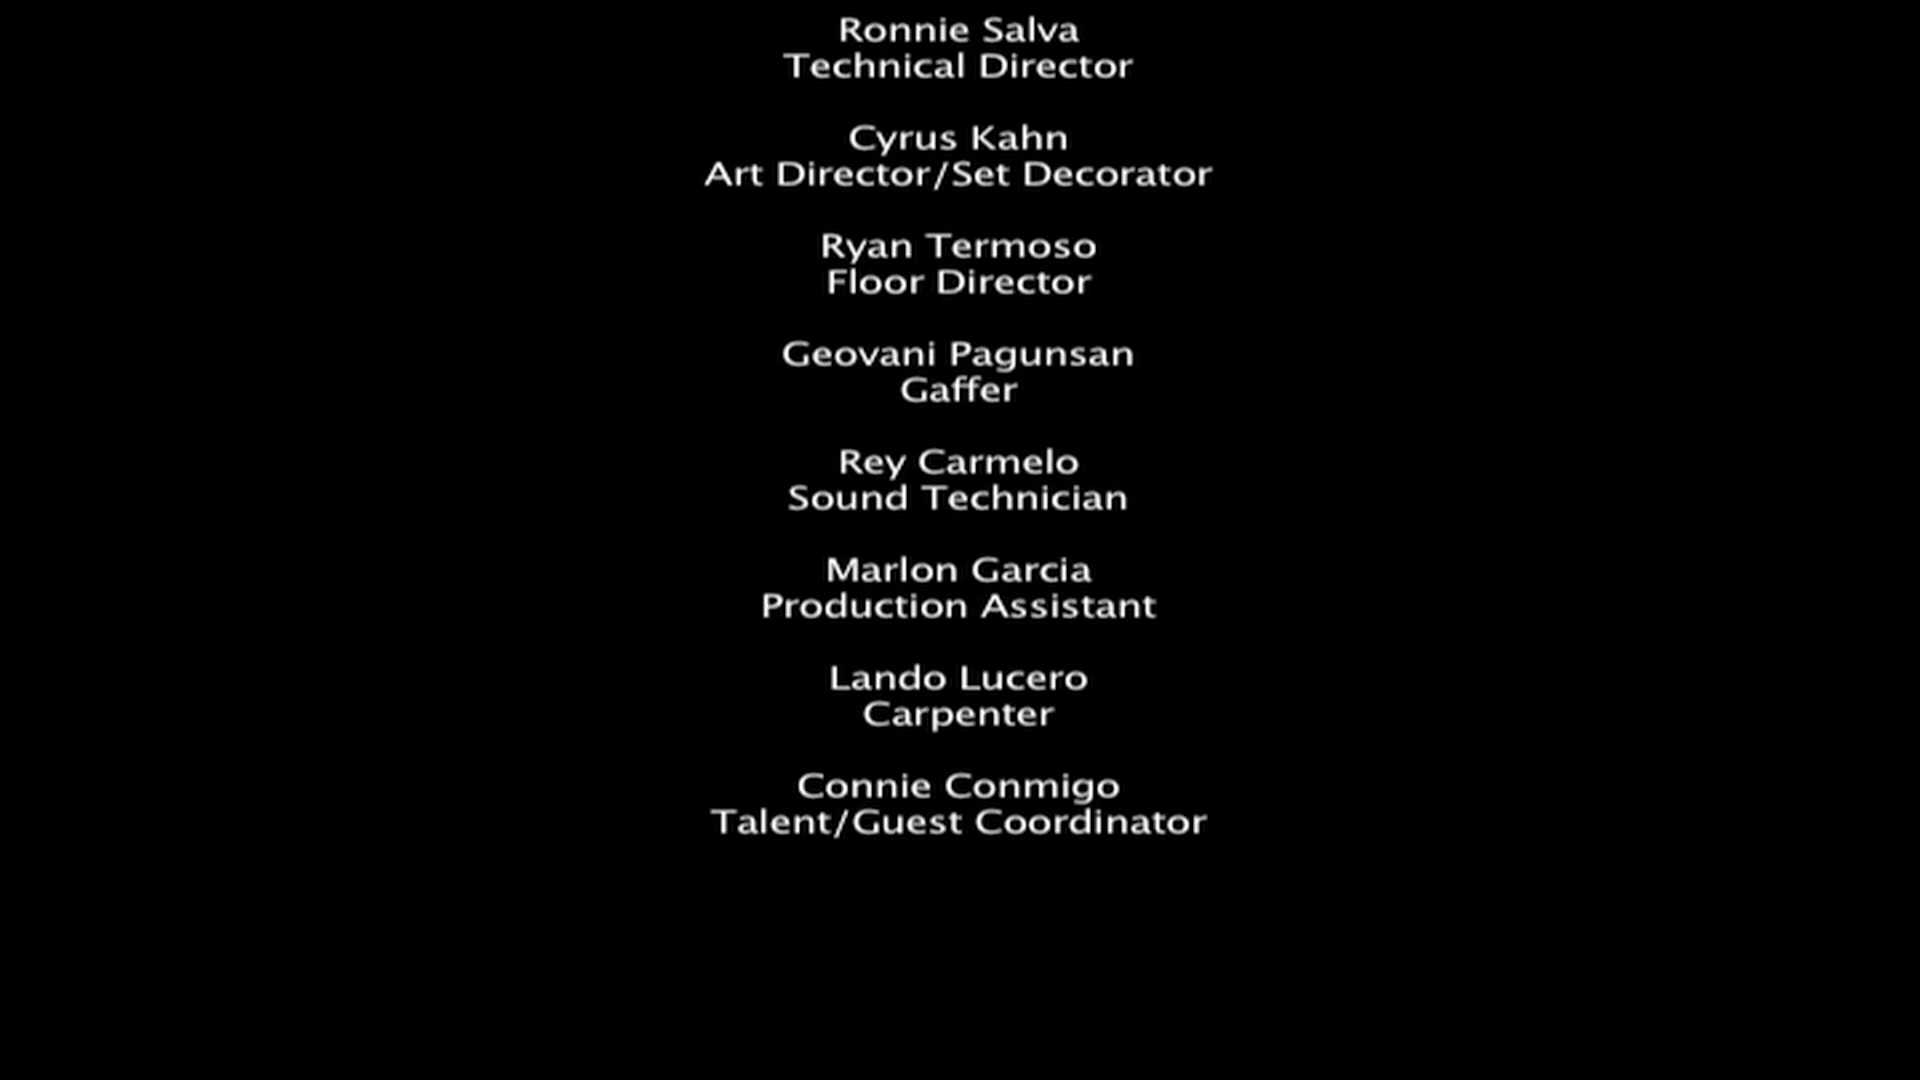 Ronnie Salva
Technical Director
Cyrus Kahn
Art Director/Set Decorator
Ryan Termoso
Floor Director
Geovani Pagunsan
Gaffer
Rey Carmelo
Sound Technician
Marlon Garcia
Production Assistant
Lando Lucero
Carpenter
Connie Conmigo
Talent/Guest Coordinator